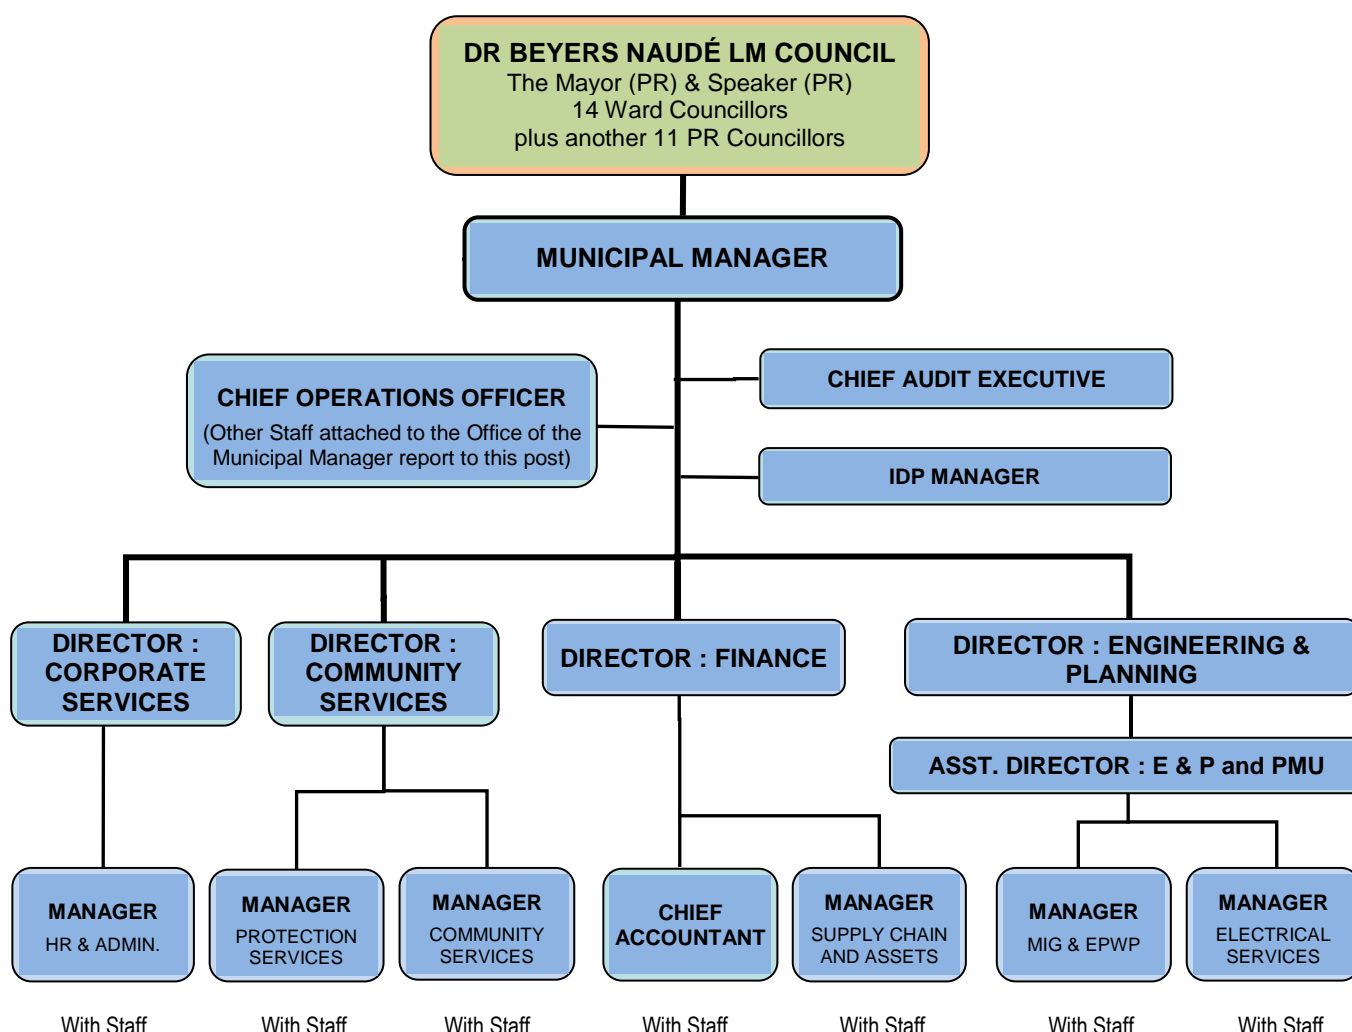 DR BEYERS NAUDÉ LM COUNCIL
The Mayor (PR) & Speaker (PR)
14 Ward Councillors
plus another 11 PR Councillors
MUNICIPAL MANAGER
CHIEF OPERATIONS OFFICER
(Other Staff attached to the Office of the
Municipal Manager report to this post)
CHIEF AUDIT EXECUTIVE
IDP MANAGER
DIRECTOR :
CORPORATE
SERVICES
DIRECTOR :
COMMUNITY
SERVICES
DIRECTOR : FINANCE
DIRECTOR : ENGINEERING &
PLANNING
ASST. DIRECTOR : E & P and PMU
MANAGER
HR & ADMIN.
MANAGER
PROTECTION
SERVICES
MANAGER
COMMUNITY
SERVICES
CHIEF
ACCOUNTANT
MANAGER
SUPPLY CHAIN
AND ASSETS
MANAGER
MIG & EPWP
MANAGER
ELECTRICAL
SERVICES
With Staff
With Staff
With Staff
With Staff
With Staff
With Staff
With Staff